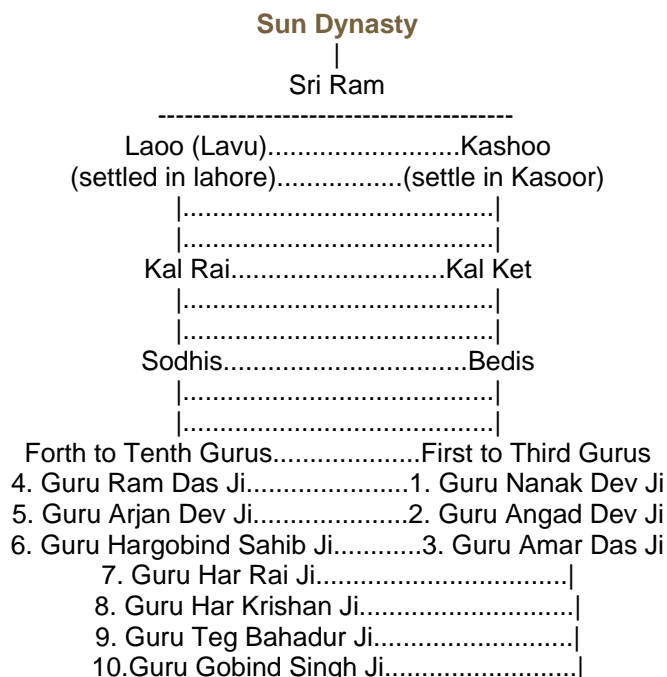 Sun Dynasty
|
Sri Ram
----------------------------------------
Laoo (Lavu)...........................Kashoo
(settled in lahore)..................(settle in Kasoor)
|............................................|
|............................................|
Kal Rai..............................Kal Ket
|............................................|
|............................................|
Sodhis...................................Bedis
|............................................|
|............................................|
Forth to Tenth Gurus....................First to Third Gurus
4. Guru Ram Das Ji.......................1. Guru Nanak Dev Ji
5. Guru Arjan Dev Ji......................2. Guru Angad Dev Ji
6. Guru Hargobind Sahib Ji............3. Guru Amar Das Ji
7. Guru Har Rai Ji....................................|
8. Guru Har Krishan Ji..............................|
9. Guru Teg Bahadur Ji............................|
10.Guru Gobind Singh Ji...........................|